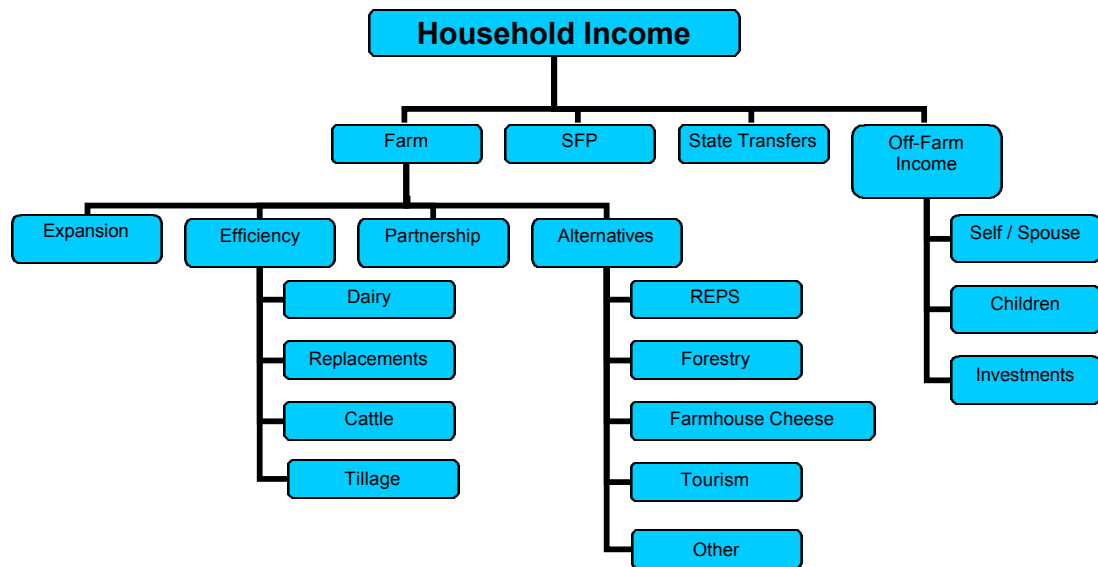 Household Income
Farm
SFP
State Transfers
Off-Farm
Income
Expansion
Efficiency
Partnership
Alternatives
Self / Spouse
Dairy
REPS
Children
Replacements
Forestry
Investments
Cattle
Farmhouse Cheese
Tillage
Tourism
Other